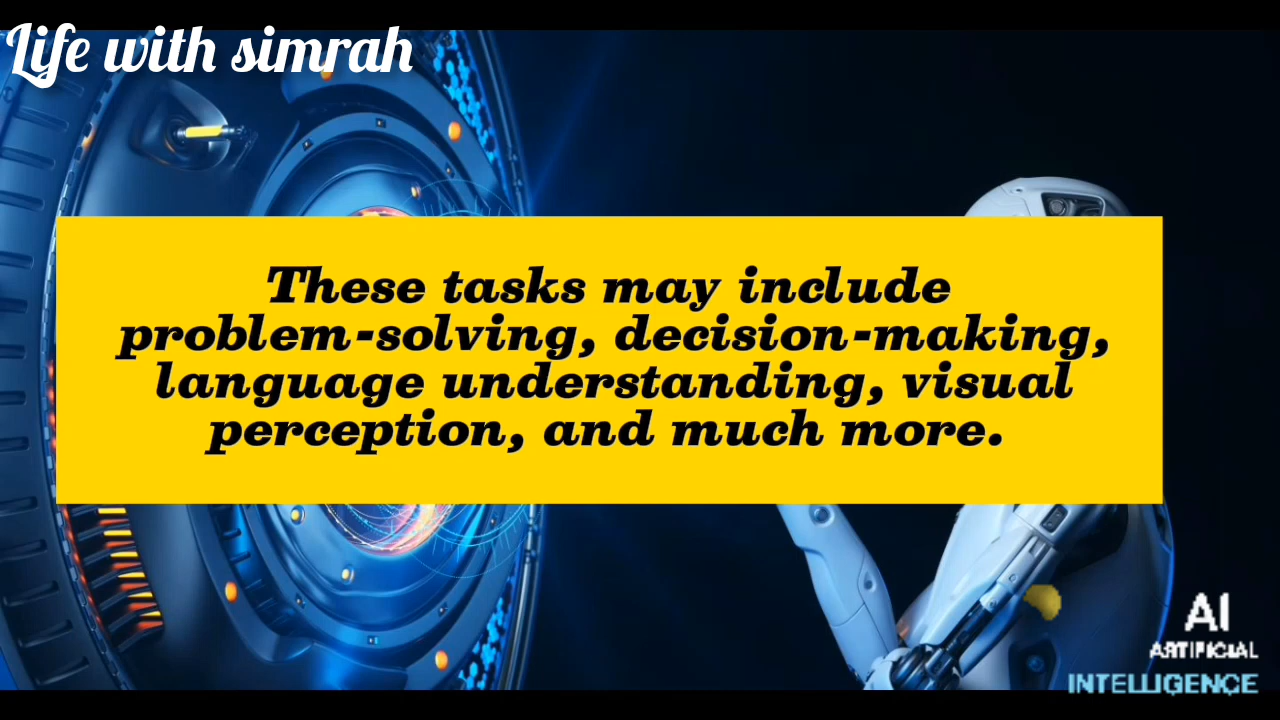 Life with simrah
These tasks may include
problem-solving, decision-making,
language understanding, visual
perception, and much more.
AI
ARTIFICIAL
INTELLIGENCE